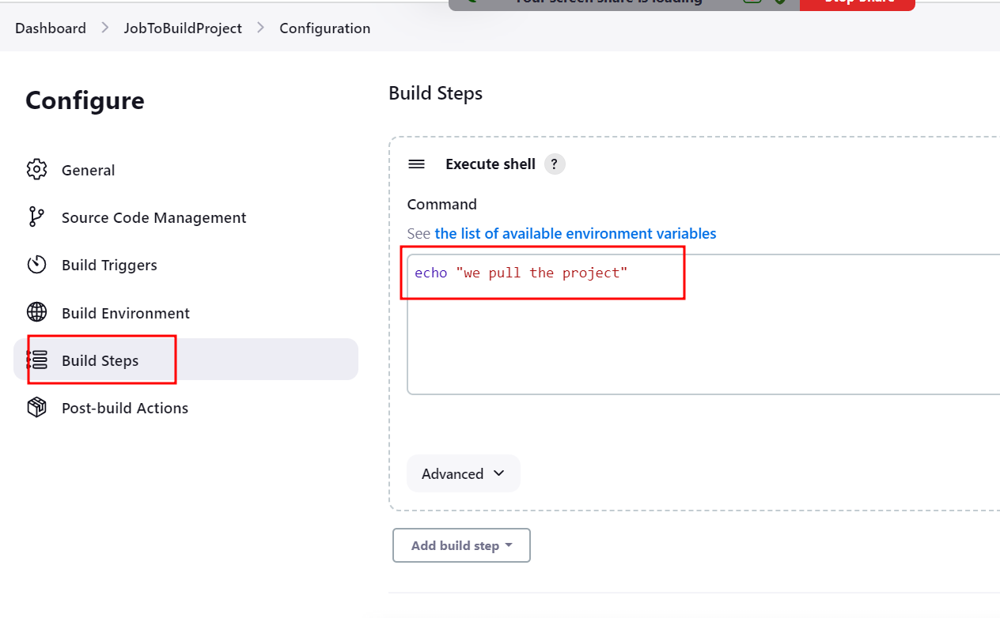 Your screen share is loading
Stop Share
Dashboard > JobToBuildProject > Configuration
Configure
General
Source Code Management
Build Triggers
Build Environment
Build Steps
Post-build Actions
Build Steps
Execute shell ?
Command
See the list of available environment variables
echo "we pull the project"
Advanced
Add build step